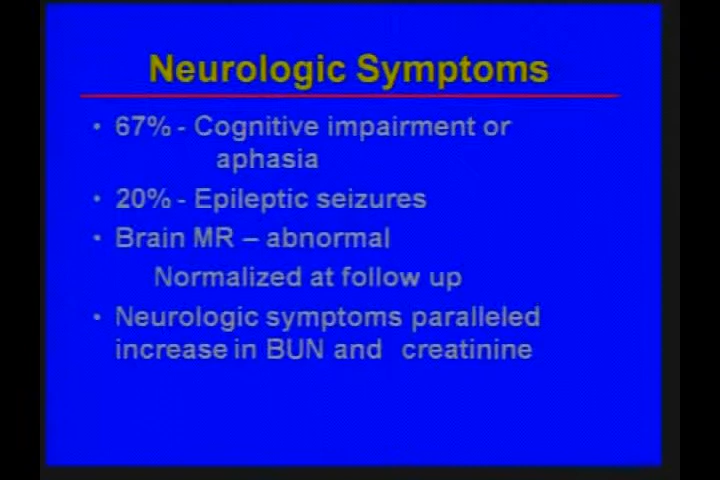 Neurologic Symptoms
• 67% - Cognitive impairment or
aphasia
• 20% - Epileptic seizures
• Brain MR – abnormal
Normalized at follow up
• Neurologic symptoms paralleled
increase in BUN and creatinine